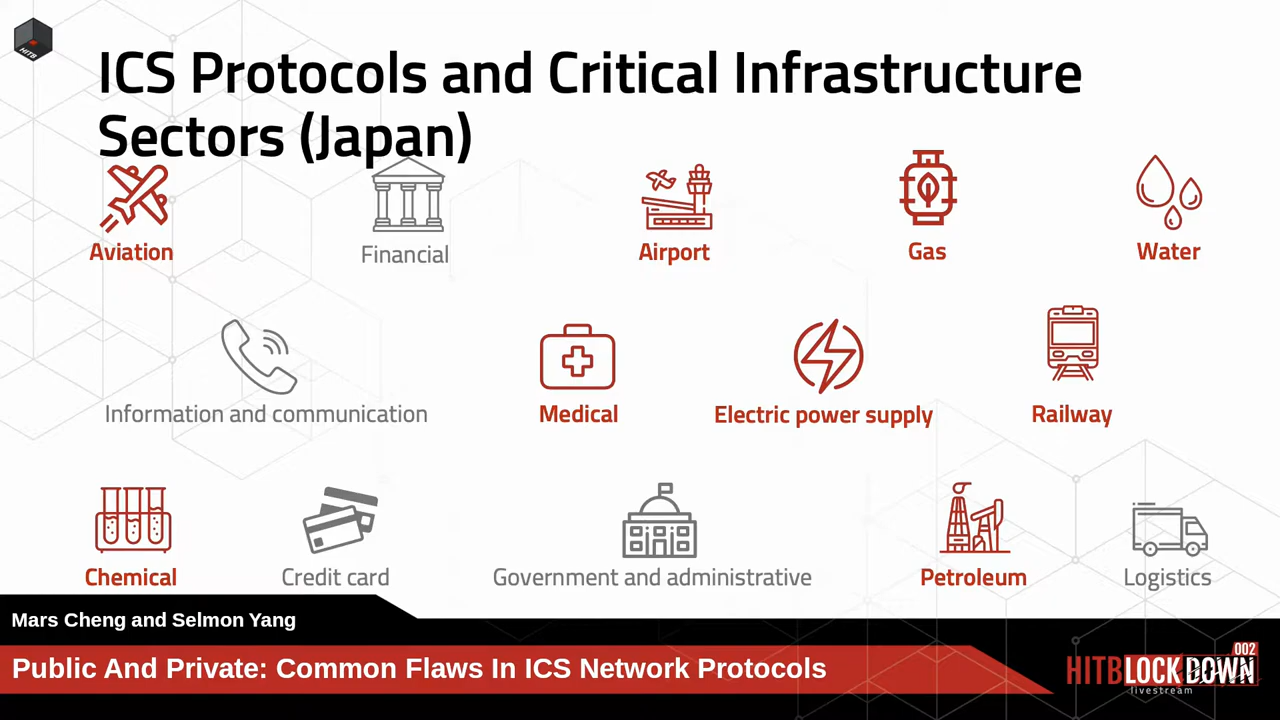 HITB
ICS Protocols and Critical Infrastructure
Sectors (Japan)
Aviation
Financial
Airport
Gas
Water
Information and communication
Medical
Electric power supply
Railway
Chemical
Credit card
Government and administrative
Petroleum
Logistics
Mars Cheng and Selmon Yang
Public And Private: Common Flaws In ICS Network Protocols
002
HITBLOCKDOWN
livestream